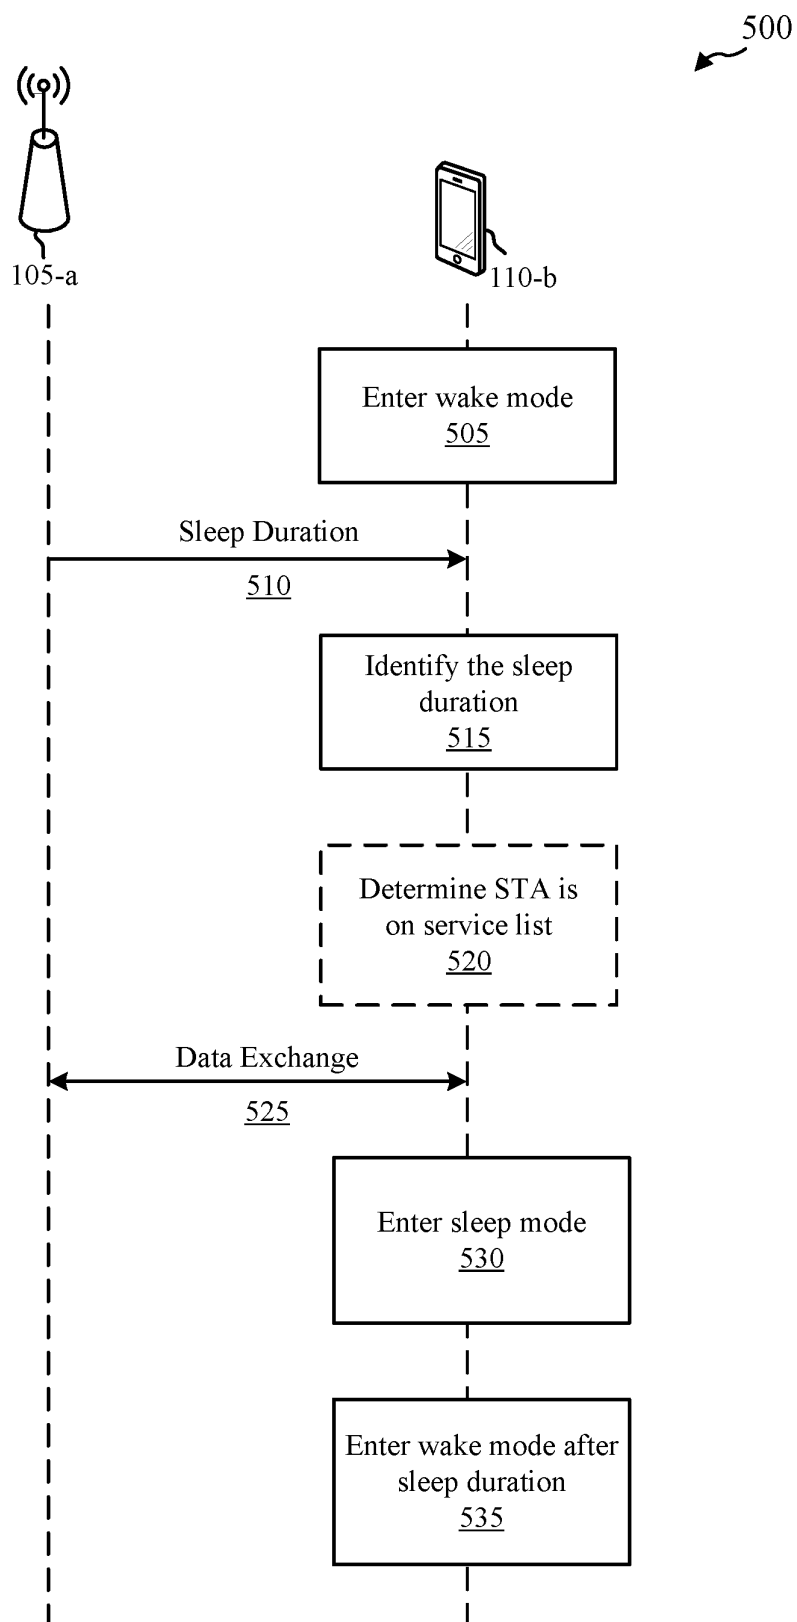 500
105-a
110-b
Enter wake mode
505
Sleep Duration
510
Identify the sleep
duration
515
Determine STA is
on service list
520
Data Exchange
525
Enter sleep mode
530
Enter wake mode after
sleep duration
535